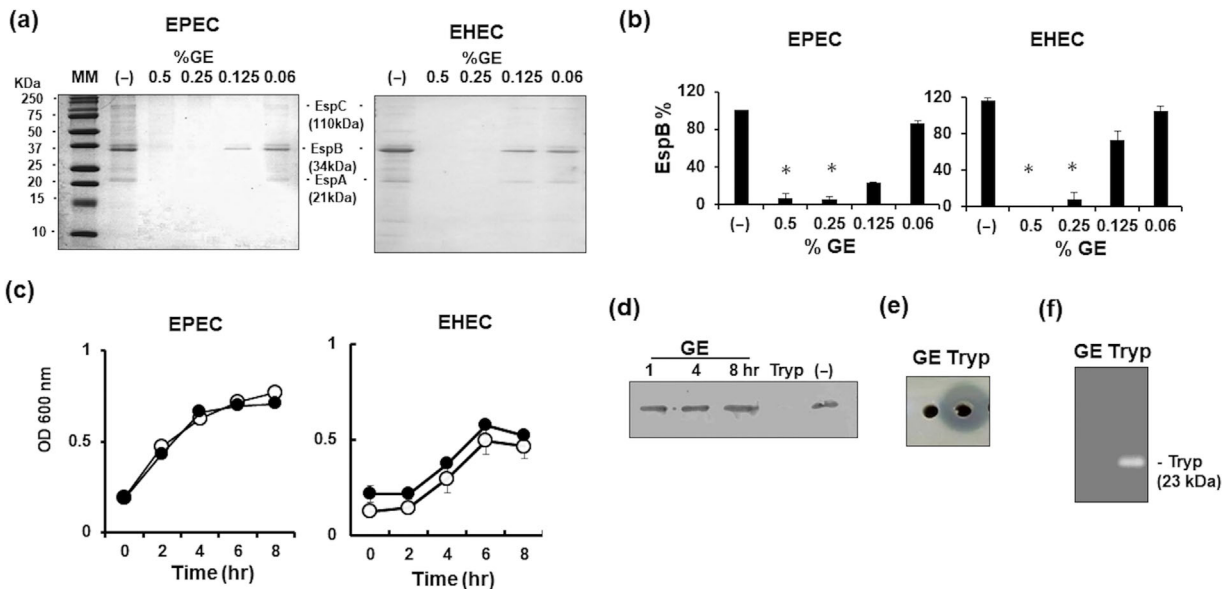 (a)
EPEC
EHEC
%GE
%GE
KDa
MM (–) 0.5 0.25 0.125 0.06
(–) 0.5 0.25 0.125 0.06
250
75
50
37
25
20
15
10
- EspC
(110kDa)
- EspB
(34kDa)
- EspA
(21kDa)
(b)
EPEC
EHEC
EspB %
120
80
40
0
* *
(–) 0.5 0.25 0.125 0.06
% GE
120
80
40
0
* *
(–) 0.5 0.25 0.125 0.06
% GE
(c)
EPEC
EHEC
OD 600 nm
1
0.5
0
0 2 4 6 8
Time (hr)
1
0.5
0
0 2 4 6 8
Time (hr)
(d)
GE
1 4 8 hr Tryp (–)
(e)
GE Tryp
(f)
GE Tryp
- Tryp
(23 kDa)